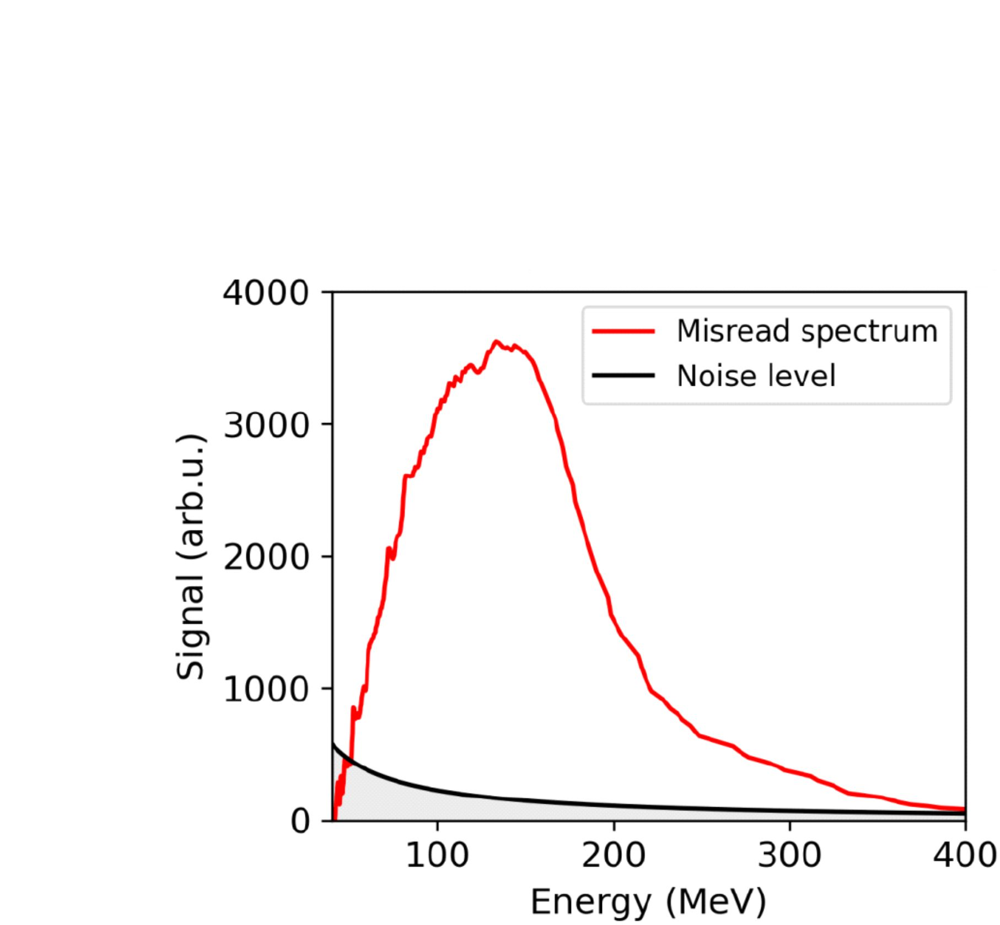 4000
3000
2000
1000
0
Signal (arb.u.)
Misread spectrum
Noise level
100 200 300 400
Energy (MeV)